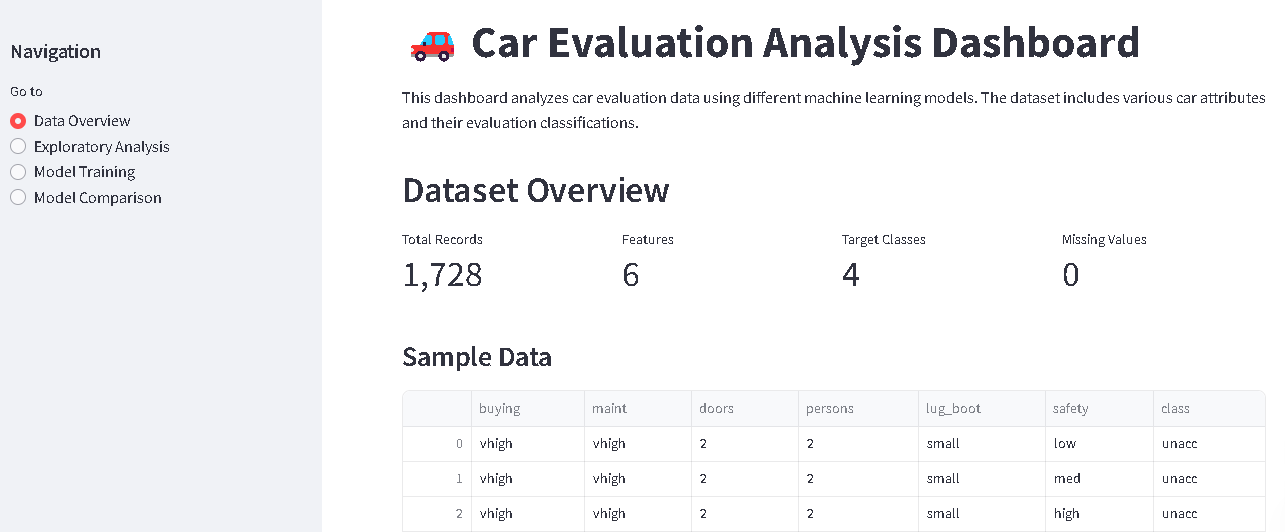 Navigation
Go to
Data Overview
Exploratory Analysis
Model Training
Model Comparison
Car Evaluation Analysis Dashboard
This dashboard analyzes car evaluation data using different machine learning models. The dataset includes various car attributes
and their evaluation classifications.
Dataset Overview
Total Records Features Target Classes Missing Values
1,728 6 4 0
Sample Data
buying maint doors persons lug_boot safety class
0 vhigh vhigh 2 2 small low unacc
1 vhigh vhigh 2 2 small med unacc
2 vhigh vhigh 2 2 small high unacc